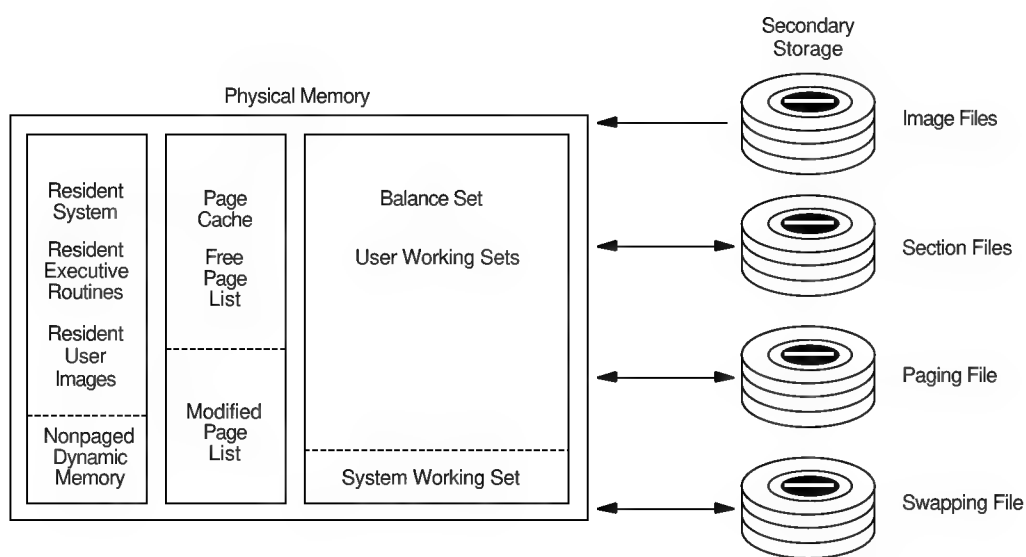 Secondary
Storage
Physical Memory
Image Files
Resident
System
Resident
Executive
Routines
Resident
User
Images
Nonpaged
Dynamic
Memory
Page
Cache
Free
Page
List
Modified
Page
List
Balance Set
User Working Sets
System Working Set
Section Files
Paging File
Swapping File